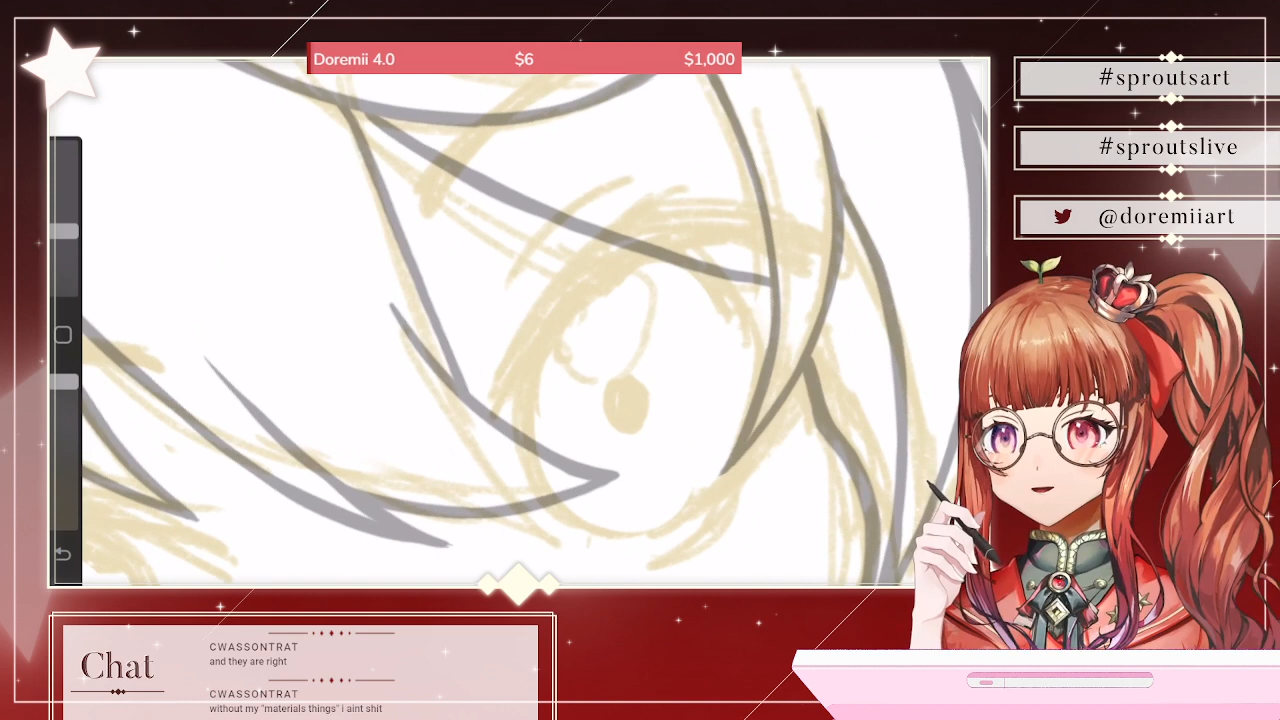 Doremii 4.0 $6 $1,000
#sproutsart
#sproutslive
@doremiiart
Chat
CWASSONTRAT
and they are right
CWASSONTRAT
without my "materials things" i aint shit